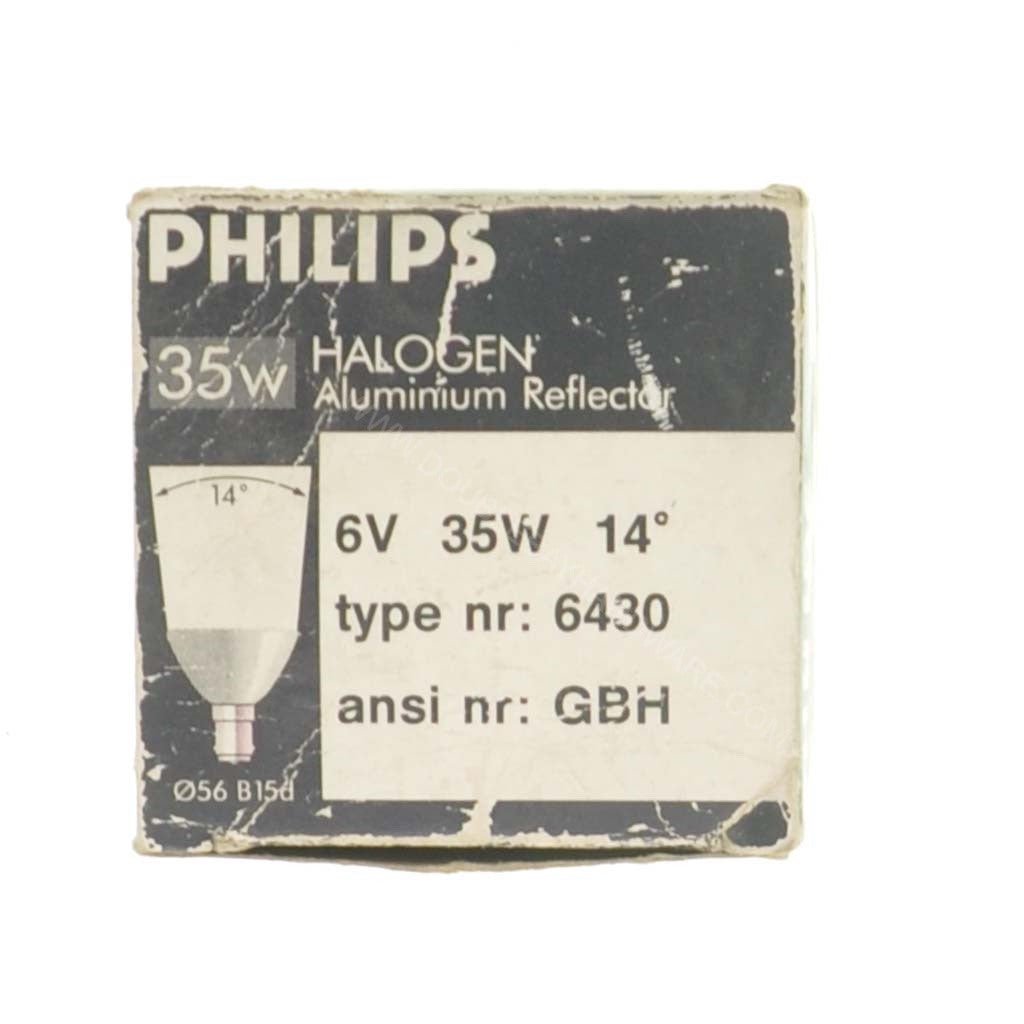 PHILIPS
35W HALOGEN
Aluminium Reflector
14°
6V 35W 14°
type nr: 6430
ansi nr: GBH
Ø56 B15d